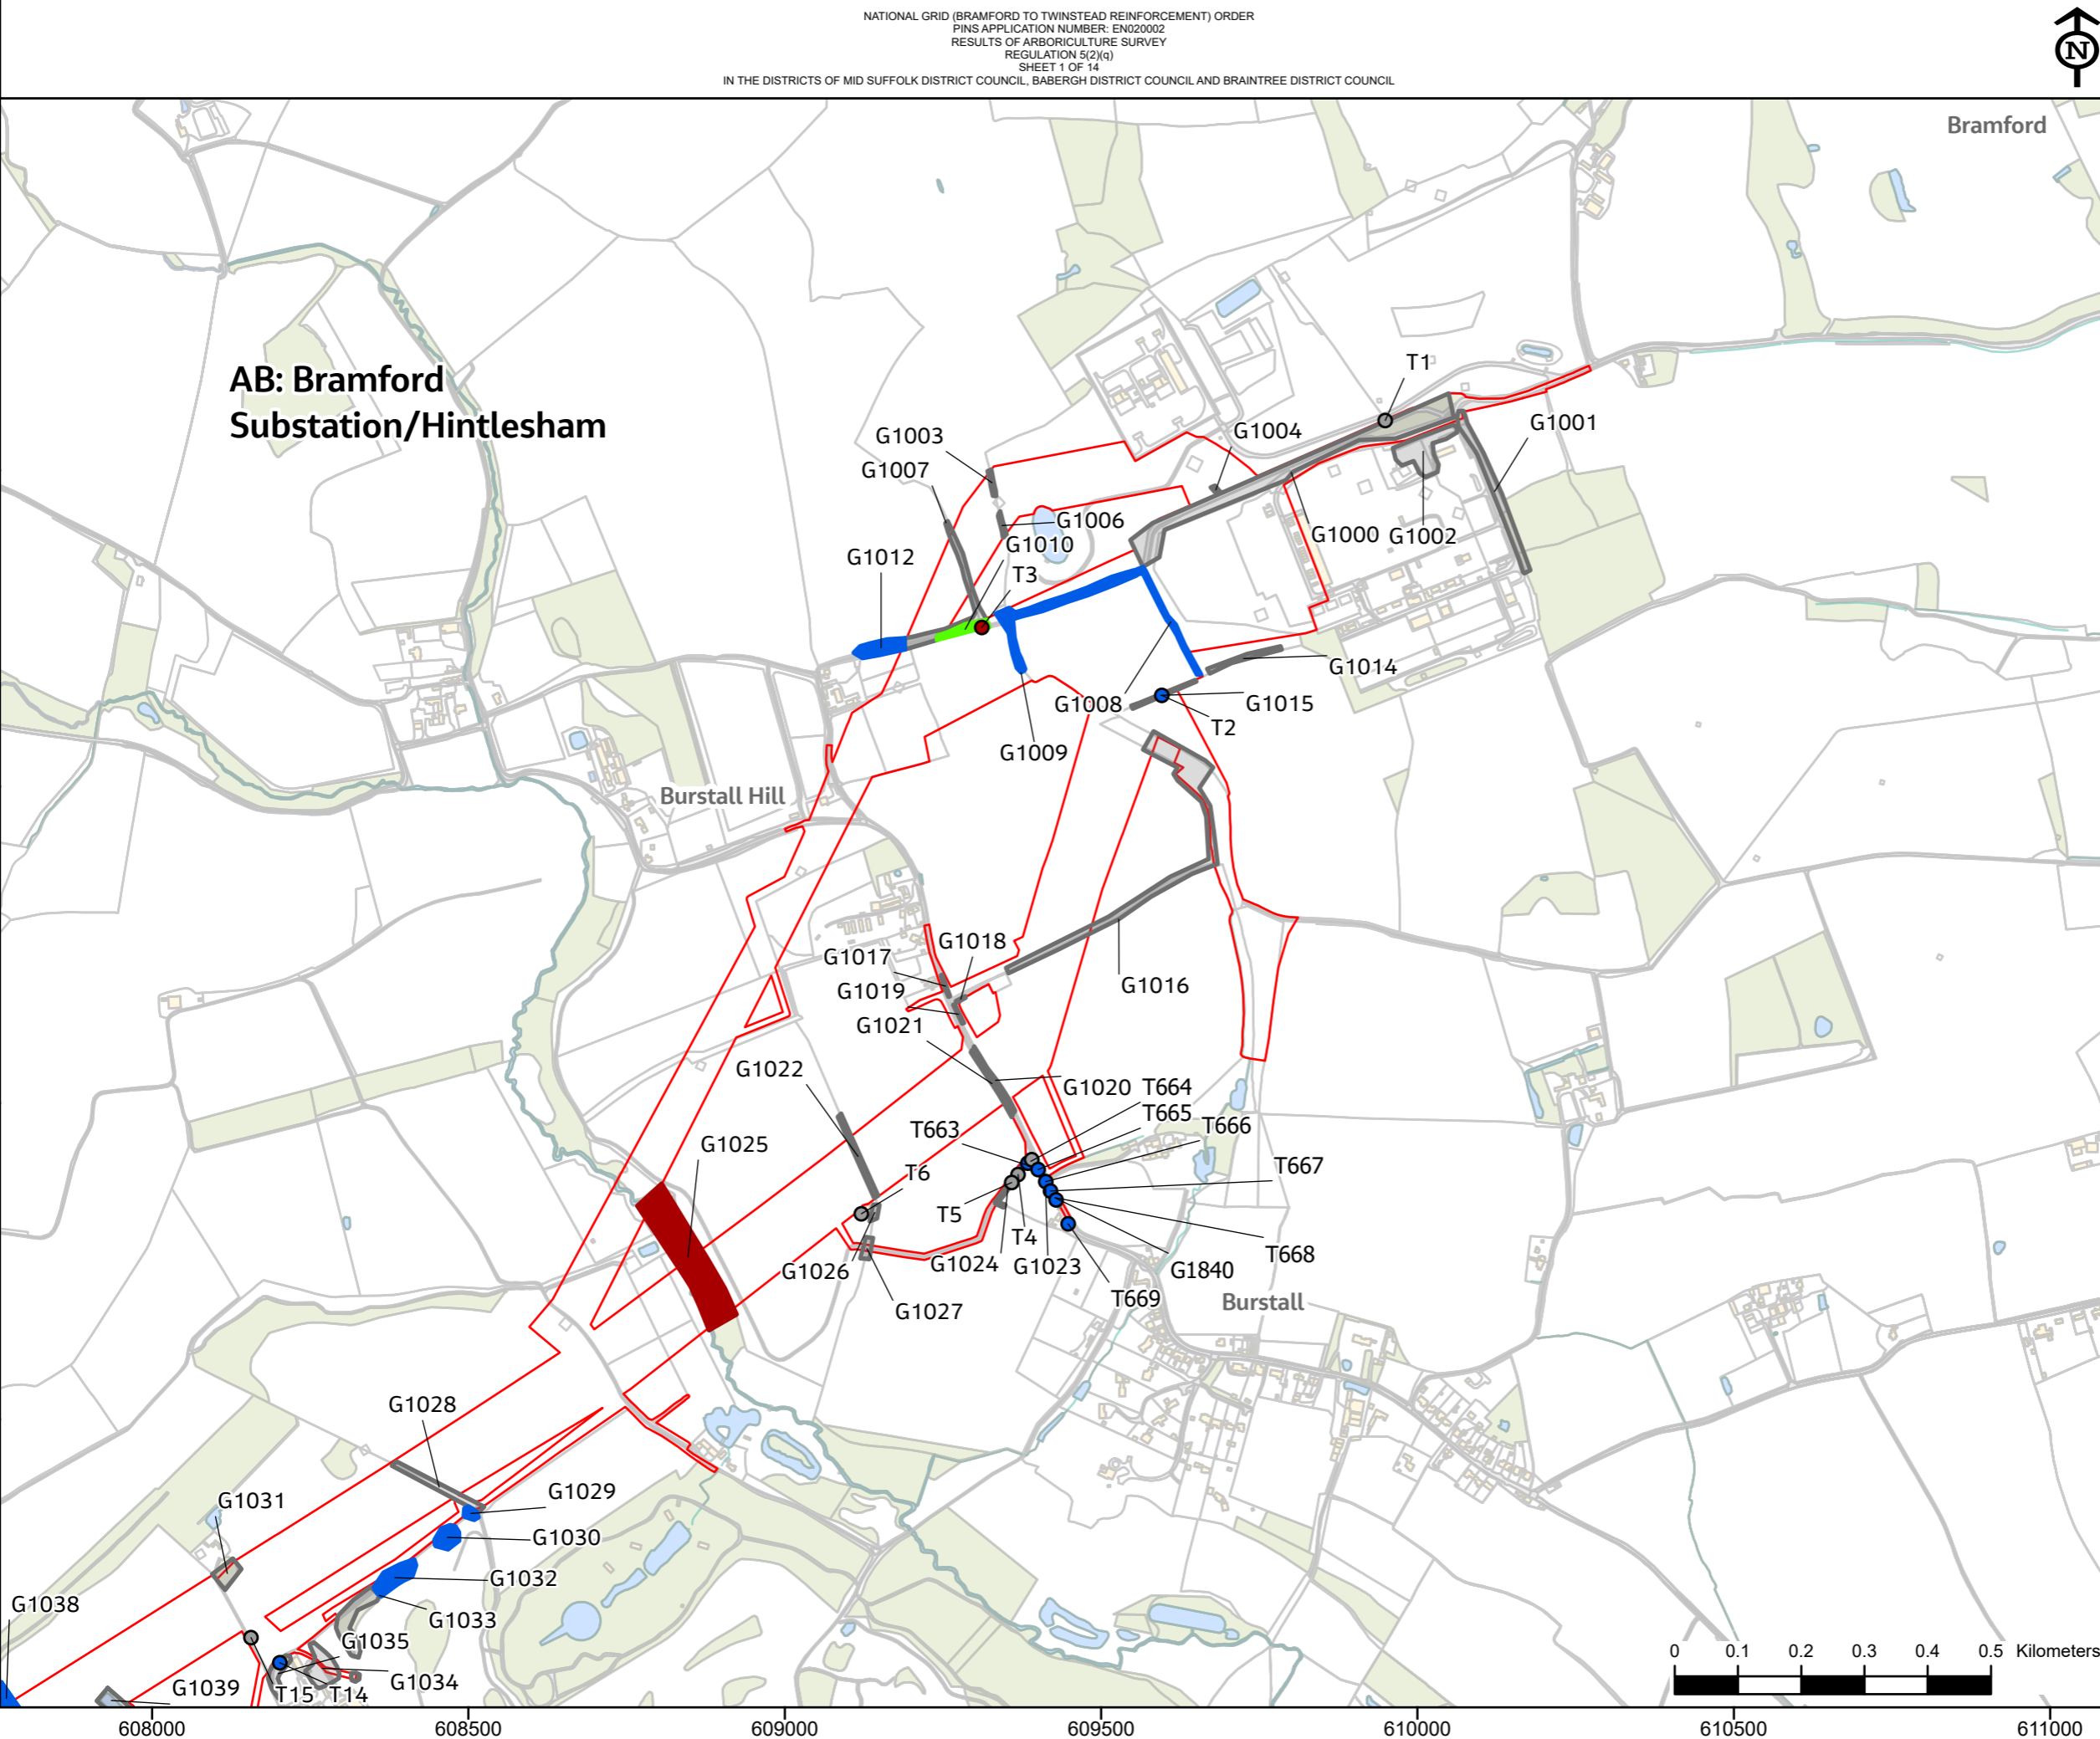 NATIONAL GRID (BRAMFORD TO TWINSTEAD REINFORCEMENT) ORDER
PINS APPLICATION NUMBER: EN020002
RESULTS OF ARBORICULTURE SURVEY
REGULATION 5(2)(q)
SHEET 1 OF 14
IN THE DISTRICTS OF MID SUFFOLK DISTRICT COUNCIL, BABERGH DISTRICT COUNCIL AND BRAINTREE DISTRICT COUNCIL
N
Bramford
AB: Bramford
Substation/Hintlesham
T1
G1003
G1004
G1001
G1007
G1006
G1000
G1002
G1010
G1012
T3
G1014
G1008
G1015
T2
G1009
Burstall Hill
G1018
G1017
G1016
G1019
G1021
G1022
G1020
T664
T665
T663
T666
G1025
T667
T6
T5
T4
T668
G1026
G1024
G1023
G1840
T669
G1027
Burstall
G1028
G1029
G1031
G1030
G1032
G1038
G1033
G1035
G1034
G1039
T15
T14
0 0.1 0.2 0.3 0.4 0.5 Kilometers
608000 608500 609000 609500 610000 610500 611000